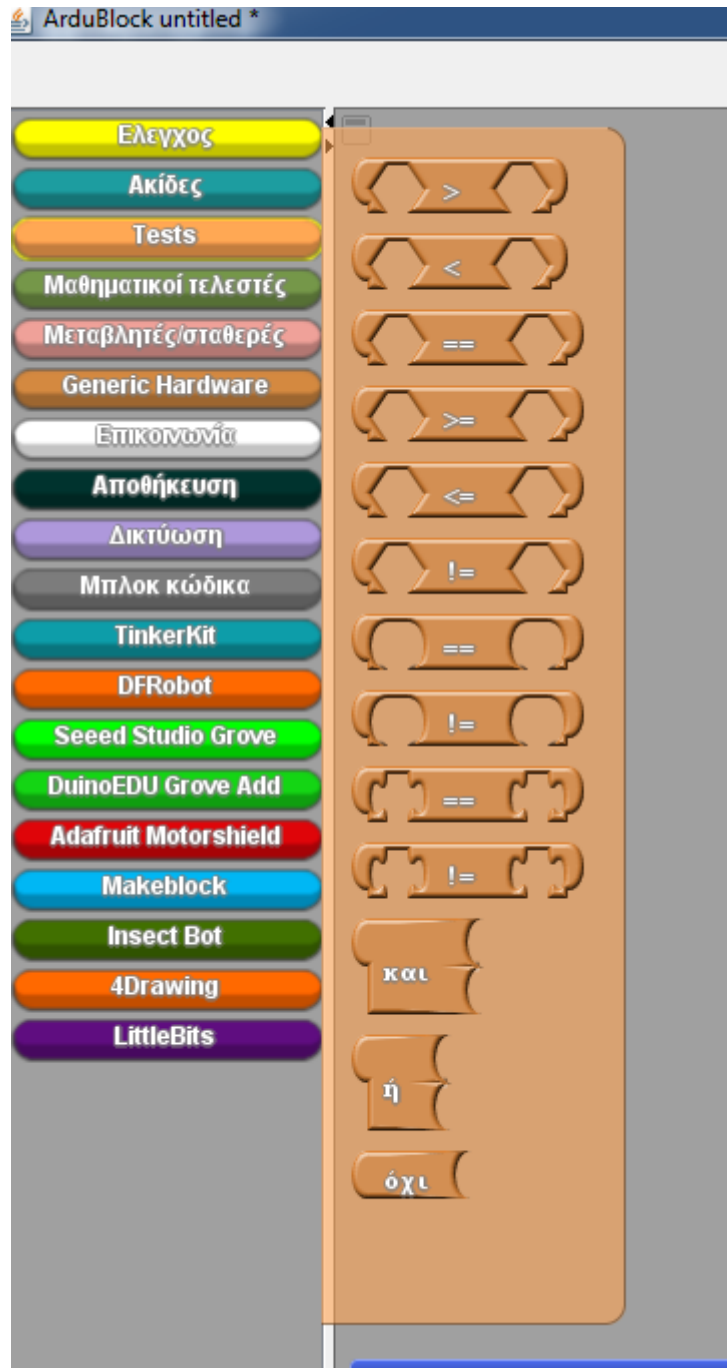 ArduBlock untitled *
Ελεγχος
Ακίδες
Tests
Μαθηματικοί τελεστές
Μεταβλητές/σταθερές
Generic Hardware
Επικοινωνία
Αποθήκευση
Δικτύωση
Μπλοκ κώδικα
TinkerKit
DFRobot
Seeed Studio Grove
DuinoEDU Grove Add
Adafruit Motorshield
Makeblock
Insect Bot
4Drawing
LittleBits
>
<
==
>=
<=
!=
==
!=
==
!=
και
ή
όχι